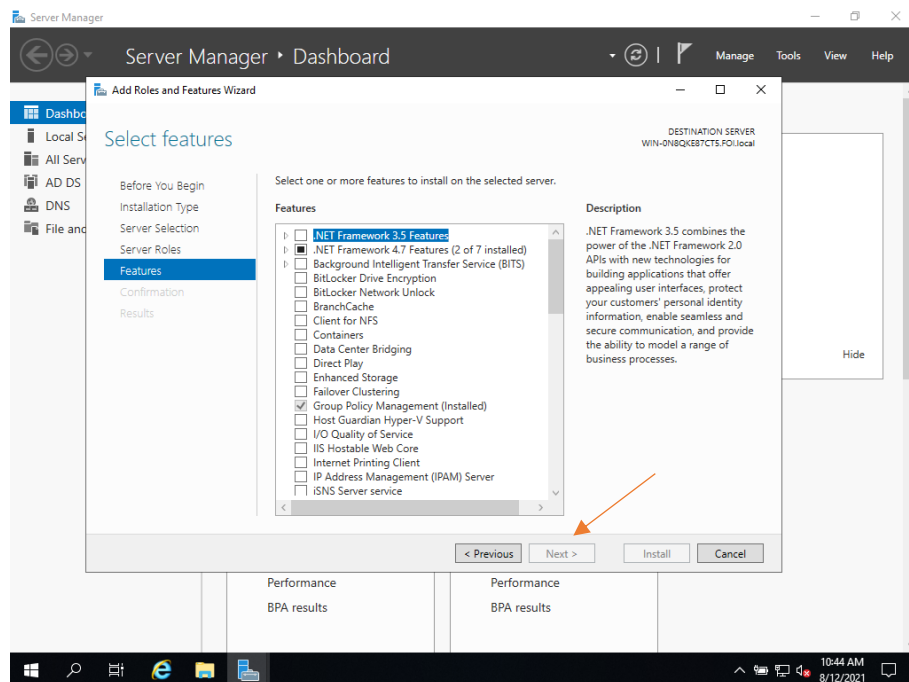 Server Manager
Server Manager • Dashboard
Manage
Tools
View
Help
Add Roles and Features Wizard
Dashbo
Local Se
All Serv
AD DS
DNS
File and
Select features
DESTINATION SERVER
WIN-0N8QKE87CTS.FOI.local
Before You Begin
Installation Type
Server Selection
Server Roles
Features
Confirmation
Results
Select one or more features to install on the selected server.
Features
.NET Framework 3.5 Features
.NET Framework 4.7 Features (2 of 7 installed)
Background Intelligent Transfer Service (BITS)
BitLocker Drive Encryption
BitLocker Network Unlock
BranchCache
Client for NFS
Containers
Data Center Bridging
Direct Play
Enhanced Storage
Failover Clustering
Group Policy Management (Installed)
Host Guardian Hyper-V Support
I/O Quality of Service
IIS Hostable Web Core
Internet Printing Client
IP Address Management (IPAM) Server
iSNS Server service
Description
.NET Framework 3.5 combines the
power of the .NET Framework 2.0
APIs with new technologies for
building applications that offer
appealing user interfaces, protect
your customers' personal identity
information, enable seamless and
secure communication, and provide
the ability to model a range of
business processes.
Hide
< Previous
Next >
Install
Cancel
Performance
BPA results
Performance
BPA results
10:44 AM
8/12/2021